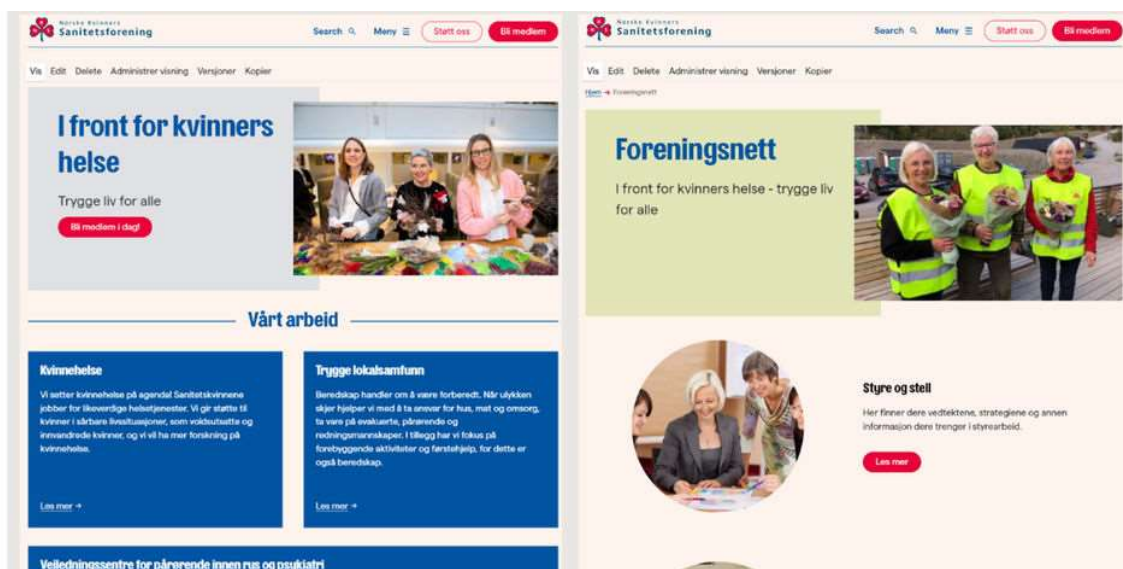 Norske Kvinners
Sanitetsforening
Search
Meny
Støtt oss
Bli medlem
Vis Edit Delete Administrer visning Versjoner Kopier
I front for kvinners
helse
Trygge liv for alle
Bli medlem i dag!
Vårt arbeid
Kvinnehelse
Vi setter kvinnehelse på agenda! Sanitetskvinnene
jobber for likeverdige helsetjenester. Vi gir støtte til
kvinner i sårbare livssituasjoner, som voldsutsatte og
innvandrede kvinner, og vi vil ha mer forskning på
kvinnehelse.
Les mer →
Trygge lokalsamfunn
Beredskap handler om å være forberedt. Når ulykken
skjer hjelper vi med å ta ansvar for hus, mat og omsorg,
ta vare på evakuerte, pårørende og
redningsmannskaper. I tillegg har vi fokus på
forebyggende aktiviteter og førstehjelp, for dette er
også beredskap.
Les mer →
Veiledningssentre for pårørende innen rus og psykiatri
Norske Kvinners
Sanitetsforening
Search
Meny
Støtt oss
Bli medlem
Vis Edit Delete Administrer visning Versjoner Kopier
Hjem → Foreningsnett
Foreningsnett
I front for kvinners helse - trygge liv
for alle
Styre og stell
Her finner dere vedtektene, strategiene og annen
informasjon dere trenger i styrearbeid.
Les mer